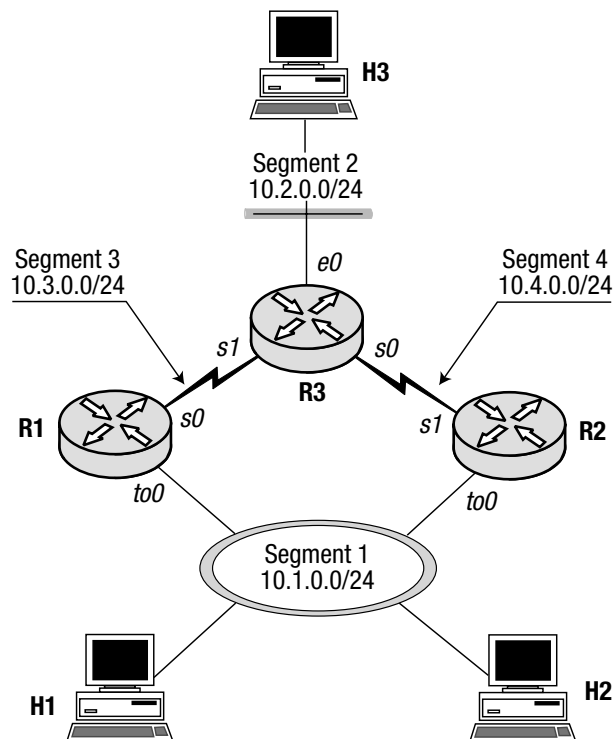 H3
Segment 2
10.2.0.0/24
Segment 3
10.3.0.0/24
e0
Segment 4
10.4.0.0/24
s1
s0
R3
R1
s0
s1
R2
to0
to0
Segment 1
10.1.0.0/24
H1
H2